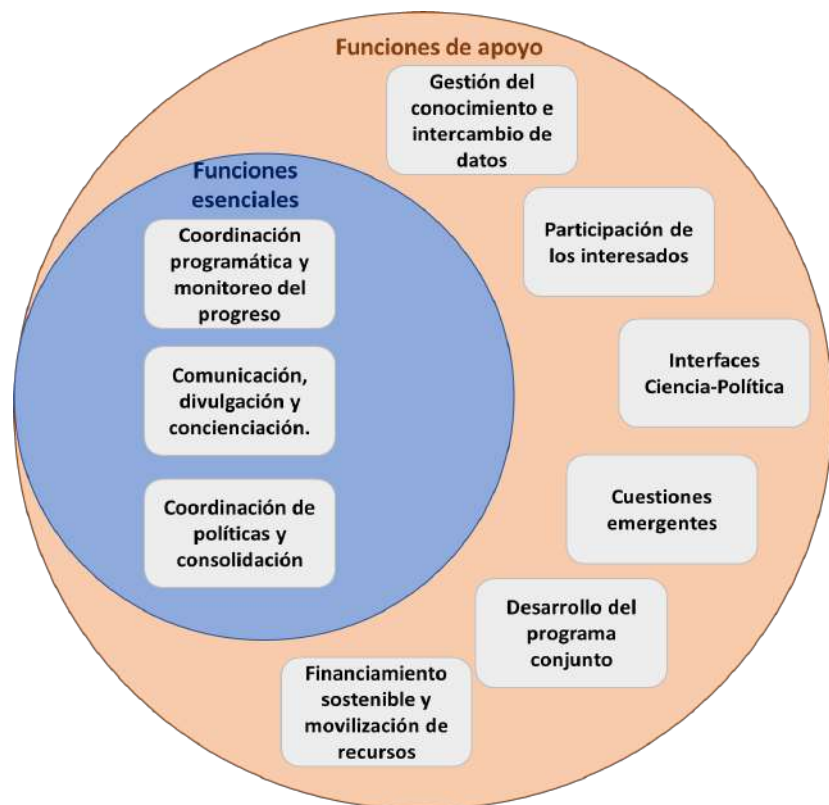 Funciones de apoyo
Gestión del
conocimiento e
intercambio de
datos
Funciones
esenciales
Coordinación
programática y
monitoreo del
progreso
Participación de
los interesados
Interfaces
Ciencia-Política
Comunicación,
divulgación y
concienciación.
Coordinación de
políticas y
consolidación
Cuestiones
emergentes
Desarrollo del
programa
conjunto
Financiamiento
sostenible y
movilización de
recursos